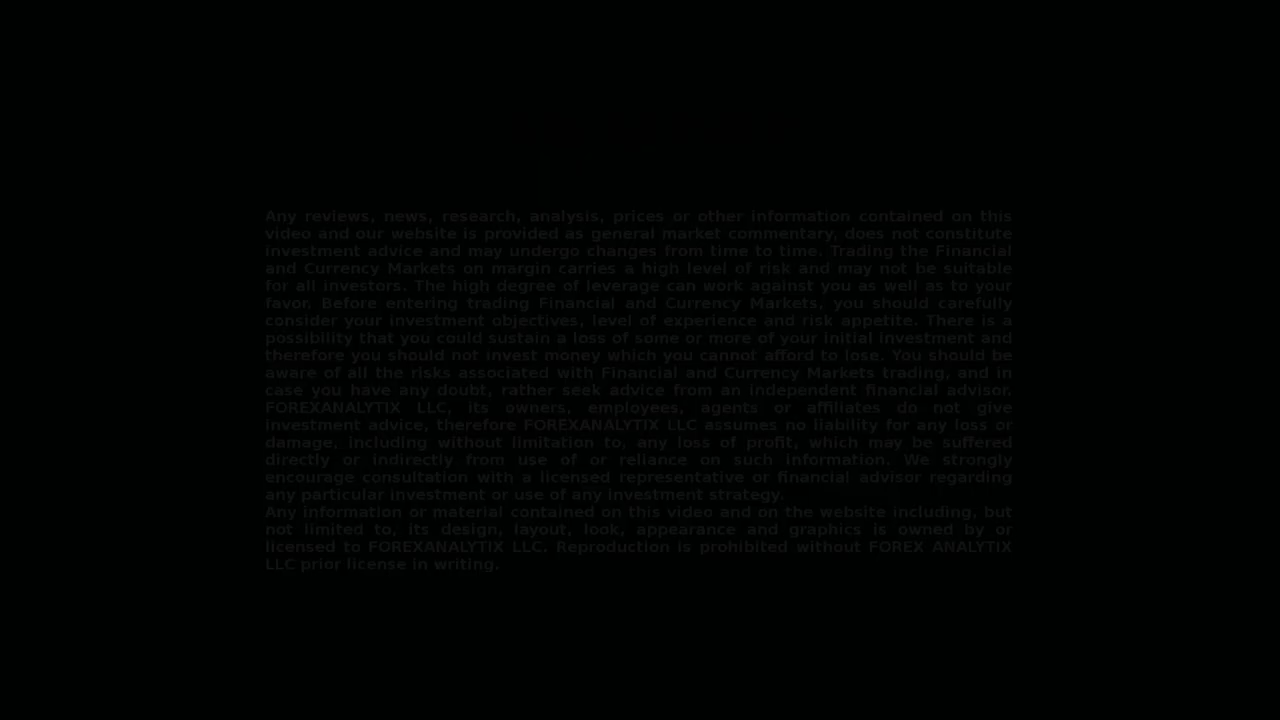 Any reviews, news, research, analysis, prices or other information contained on this
video and our website is provided as general market commentary, does not constitute
investment advice and may undergo changes from time to time. Trading the Financial
and Currency Markets on margin carries a high level of risk and may not be suitable
for all investors. The high degree of leverage can work against you as well as to your
favor. Before entering trading Financial and Currency Markets, you should carefully
consider your investment objectives, level of experience and risk appetite. There is a
possibility that you could sustain a loss of some or more of your initial investment and
therefore you should not invest money which you cannot afford to lose. You should be
aware of all the risks associated with Financial and Currency Markets trading, and in
case you have any doubt, rather seek advice from an independent financial advisor.
FOREXANALYTIX LLC, its owners, employees, agents or affiliates do not give
investment advice, therefore FOREXANALYTIX LLC assumes no liability for any loss or
damage, including without limitation to, any loss of profit, which may be suffered
directly or indirectly from use of or reliance on such information. We strongly
encourage consultation with a licensed representative or financial advisor regarding
any particular investment or use of any investment strategy.
Any information or material contained on this video and on the website including, but
not limited to, its design, layout, look, appearance and graphics is owned by or
licensed to FOREXANALYTIX LLC. Reproduction is prohibited without FOREX ANALYTIX
LLC prior license in writing.